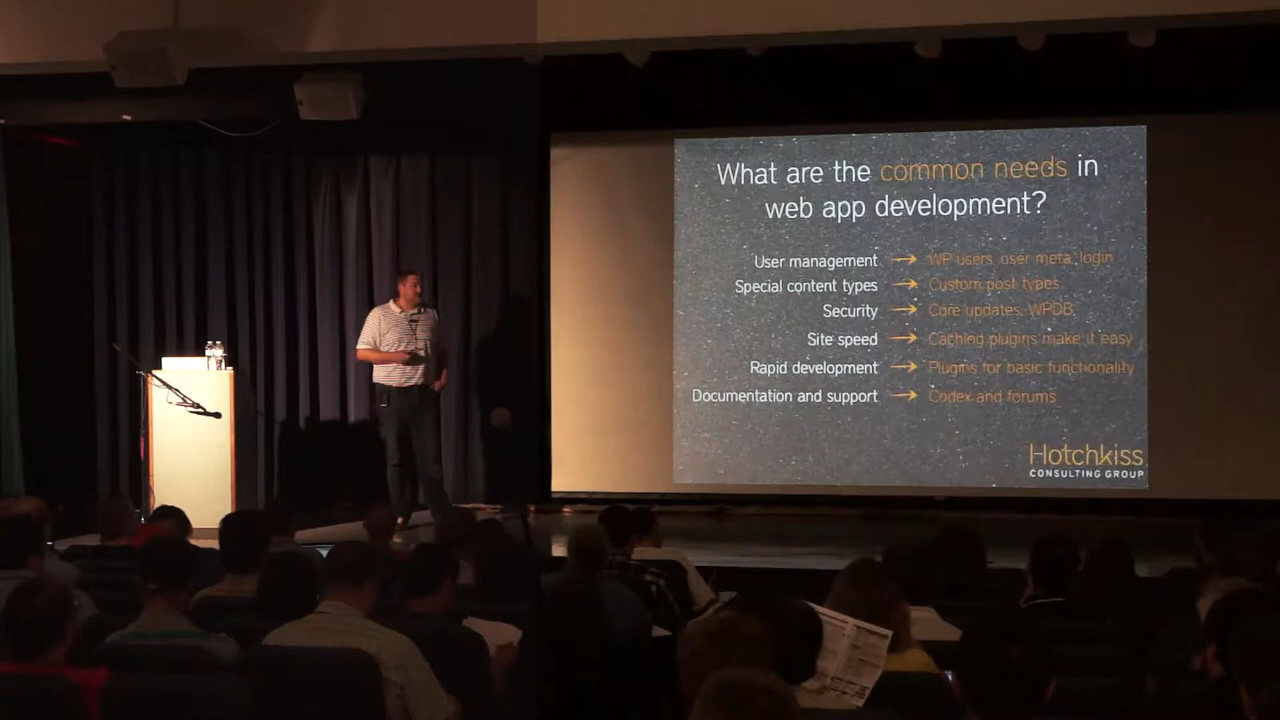 What are the common needs in
web app development?
User management → WP users, user meta, login
Special content types → Custom post types
Security → Core updates, WPDB
Site speed → Caching plugins make it easy
Rapid development → Plugins for basic functionality
Documentation and support → Codex and forums
Hotchkiss
CONSULTING GROUP